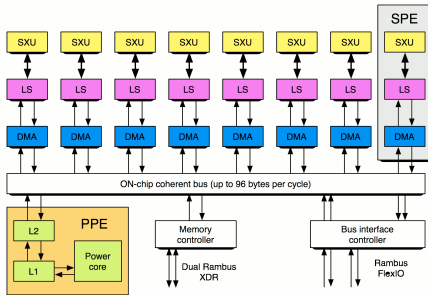 SPE
SXU SXU SXU SXU SXU SXU SXU SXU
LS LS LS LS LS LS LS LS
DMA DMA DMA DMA DMA DMA DMA DMA
ON-chip coherent bus (up to 96 bytes per cycle)
PPE
L2
L1
Power
core
Memory
controller
Dual Rambus
XDR
Bus interface
controller
Rambus
FlexIO